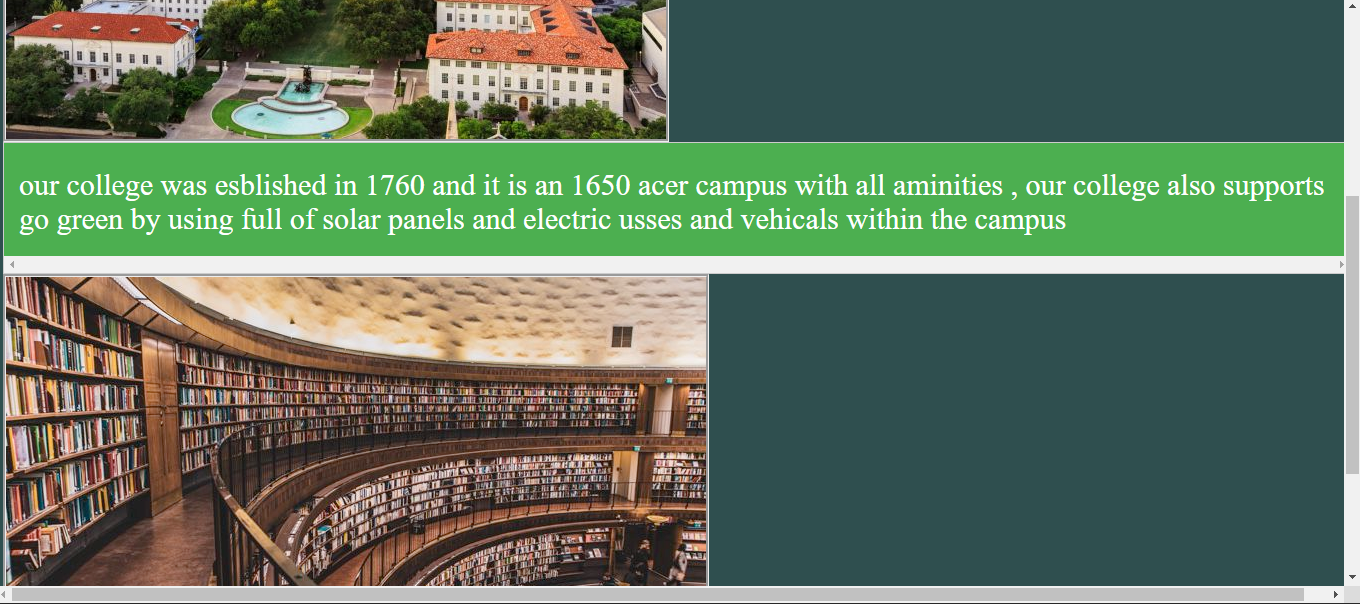 our college was esblished in 1760 and it is an 1650 acer campus with all aminities , our college also supports
go green by using full of solar panels and electric usses and vehicals within the campus